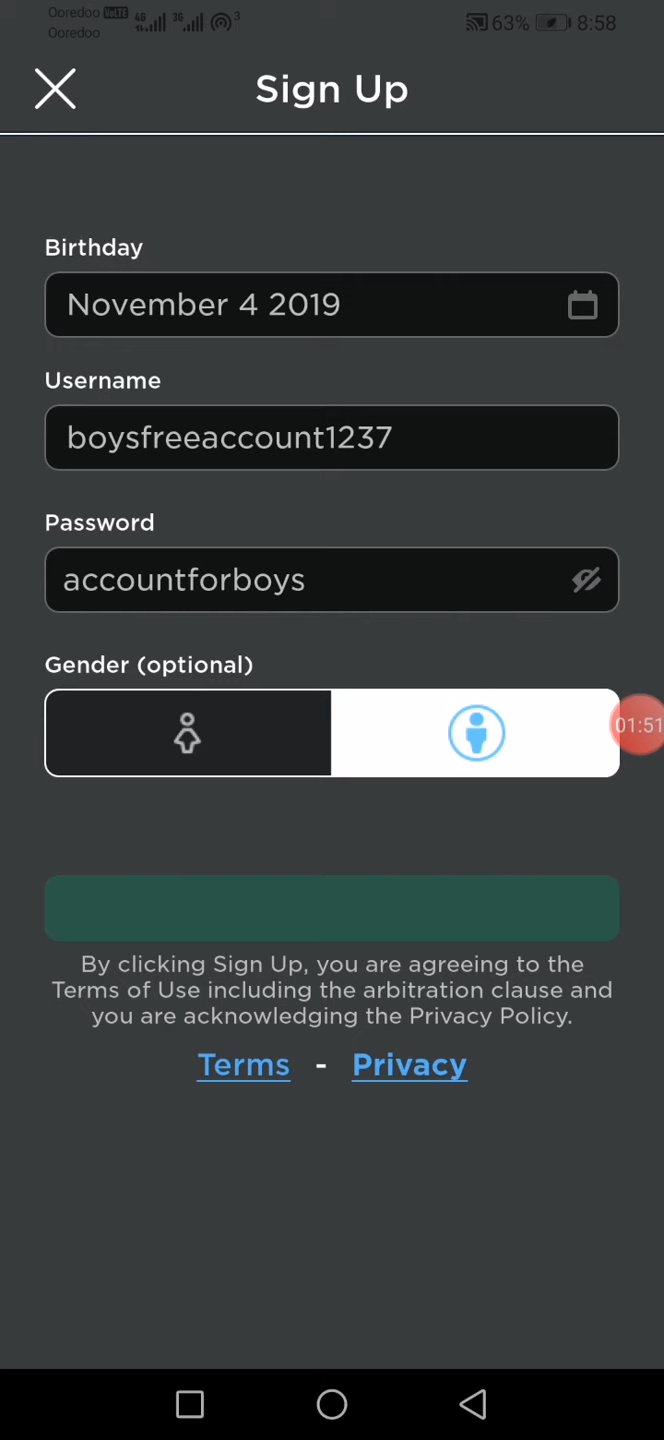 Ooredoo VoLTE 4G 3G 3 63% 8:58
Ooredoo
Sign Up
Birthday
November 4 2019
Username
boysfreeaccount1237
Password
accountforboys
Gender (optional)
01:51
By clicking Sign Up, you are agreeing to the
Terms of Use including the arbitration clause and
you are acknowledging the Privacy Policy.
Terms - Privacy